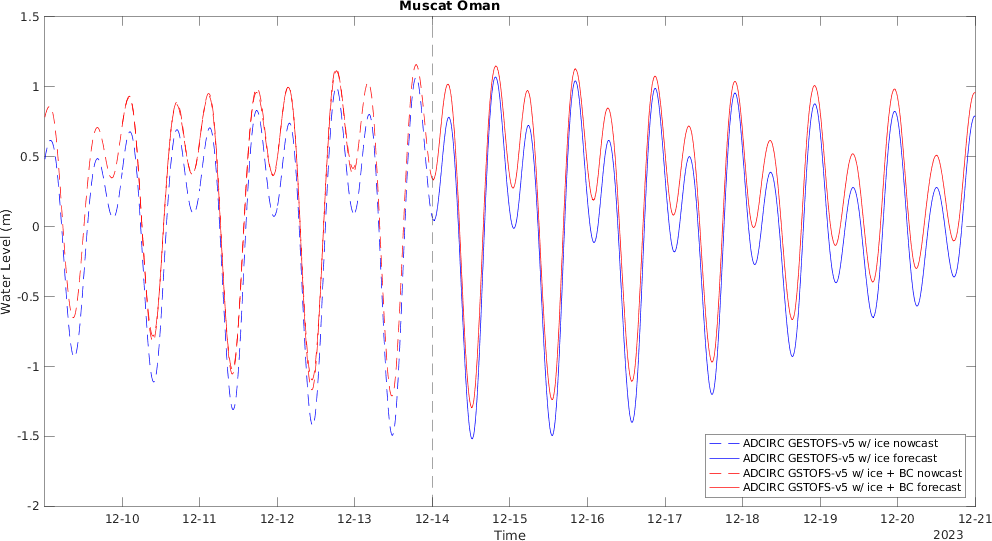 Muscat Oman
1.5
1
0.5
0
-0.5
-1
-1.5
-2
Water Level (m)
ADCIRC GESTOFS-v5 w/ ice nowcast
ADCIRC GESTOFS-v5 w/ ice forecast
ADCIRC GSTOFS-v5 w/ ice + BC nowcast
ADCIRC GSTOFS-v5 w/ ice + BC forecast
12-10 12-11 12-12 12-13 12-14 12-15 12-16 12-17 12-18 12-19 12-20 12-21
Time
2023